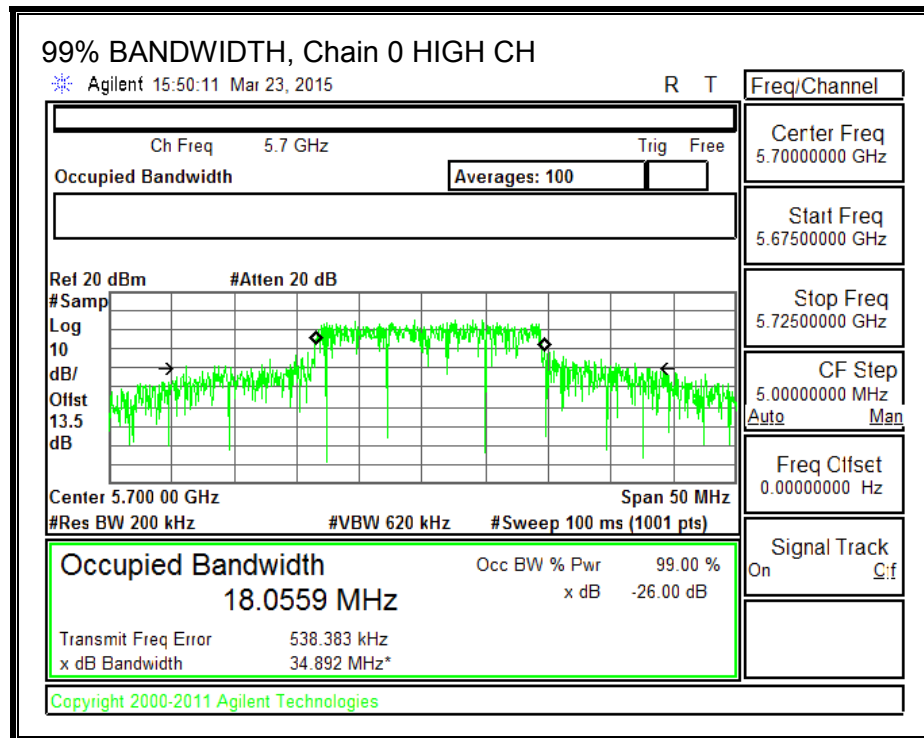 99% BANDWIDTH, Chain 0 HIGH CH
Agilent 15:50:11 Mar 23, 2015 R T
Freq/Channel
Ch Freq 5.7 GHz Trig Free
Occupied Bandwidth Averages: 100
Ref 20 dBm #Atten 20 dB
#Samp
Log
10
dB/
Offst
13.5
dB
Center 5.700 00 GHz Span 50 MHz
#Res BW 200 kHz #VBW 620 kHz #Sweep 100 ms (1001 pts)
Occupied Bandwidth Occ BW % Pwr 99.00 %
18.0559 MHz x dB -26.00 dB
Transmit Freq Error 538.383 kHz
x dB Bandwidth 34.892 MHz*
Copyright 2000-2011 Agilent Technologies
Center Freq
5.70000000 GHz
Start Freq
5.67500000 GHz
Stop Freq
5.72500000 GHz
CF Step
5.00000000 MHz
Auto Man
Freq Offset
0.00000000 Hz
Signal Track
On Off